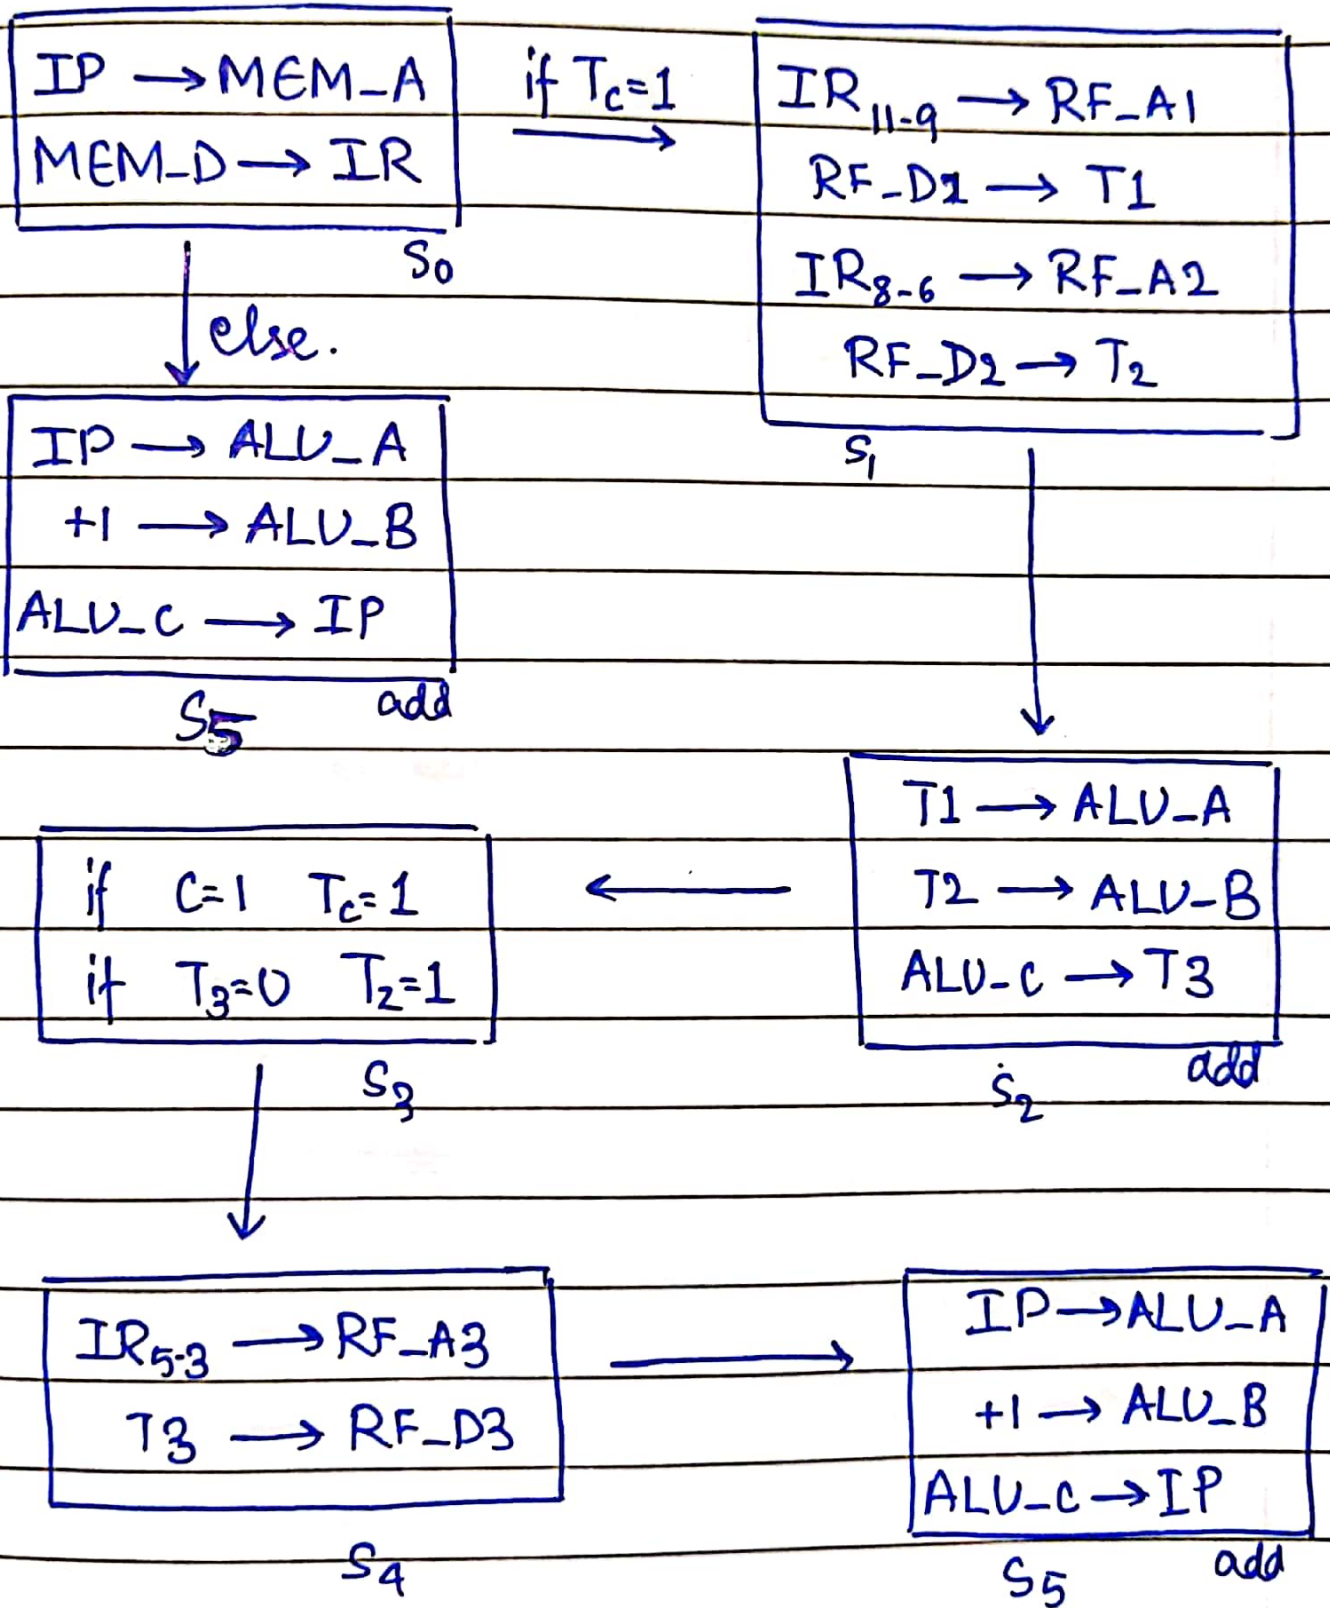 IP → MEM_A
MEM_D → IR
S0
if Tc=1
IR11-9 → RF_A1
RF_D1 → T1
IR8-6 → RF_A2
RF_D2 → T2
S1
else.
IP → ALU_A
+1 → ALU_B
ALU_C → IP
S5 add
T1 → ALU_A
T2 → ALU_B
ALU_C → T3
S2 add
if C=1 Tc=1
if T3=0 Tz=1
S3
IR5-3 → RF_A3
T3 → RF_D3
S4
IP → ALU_A
+1 → ALU_B
ALU_C → IP
S5 add